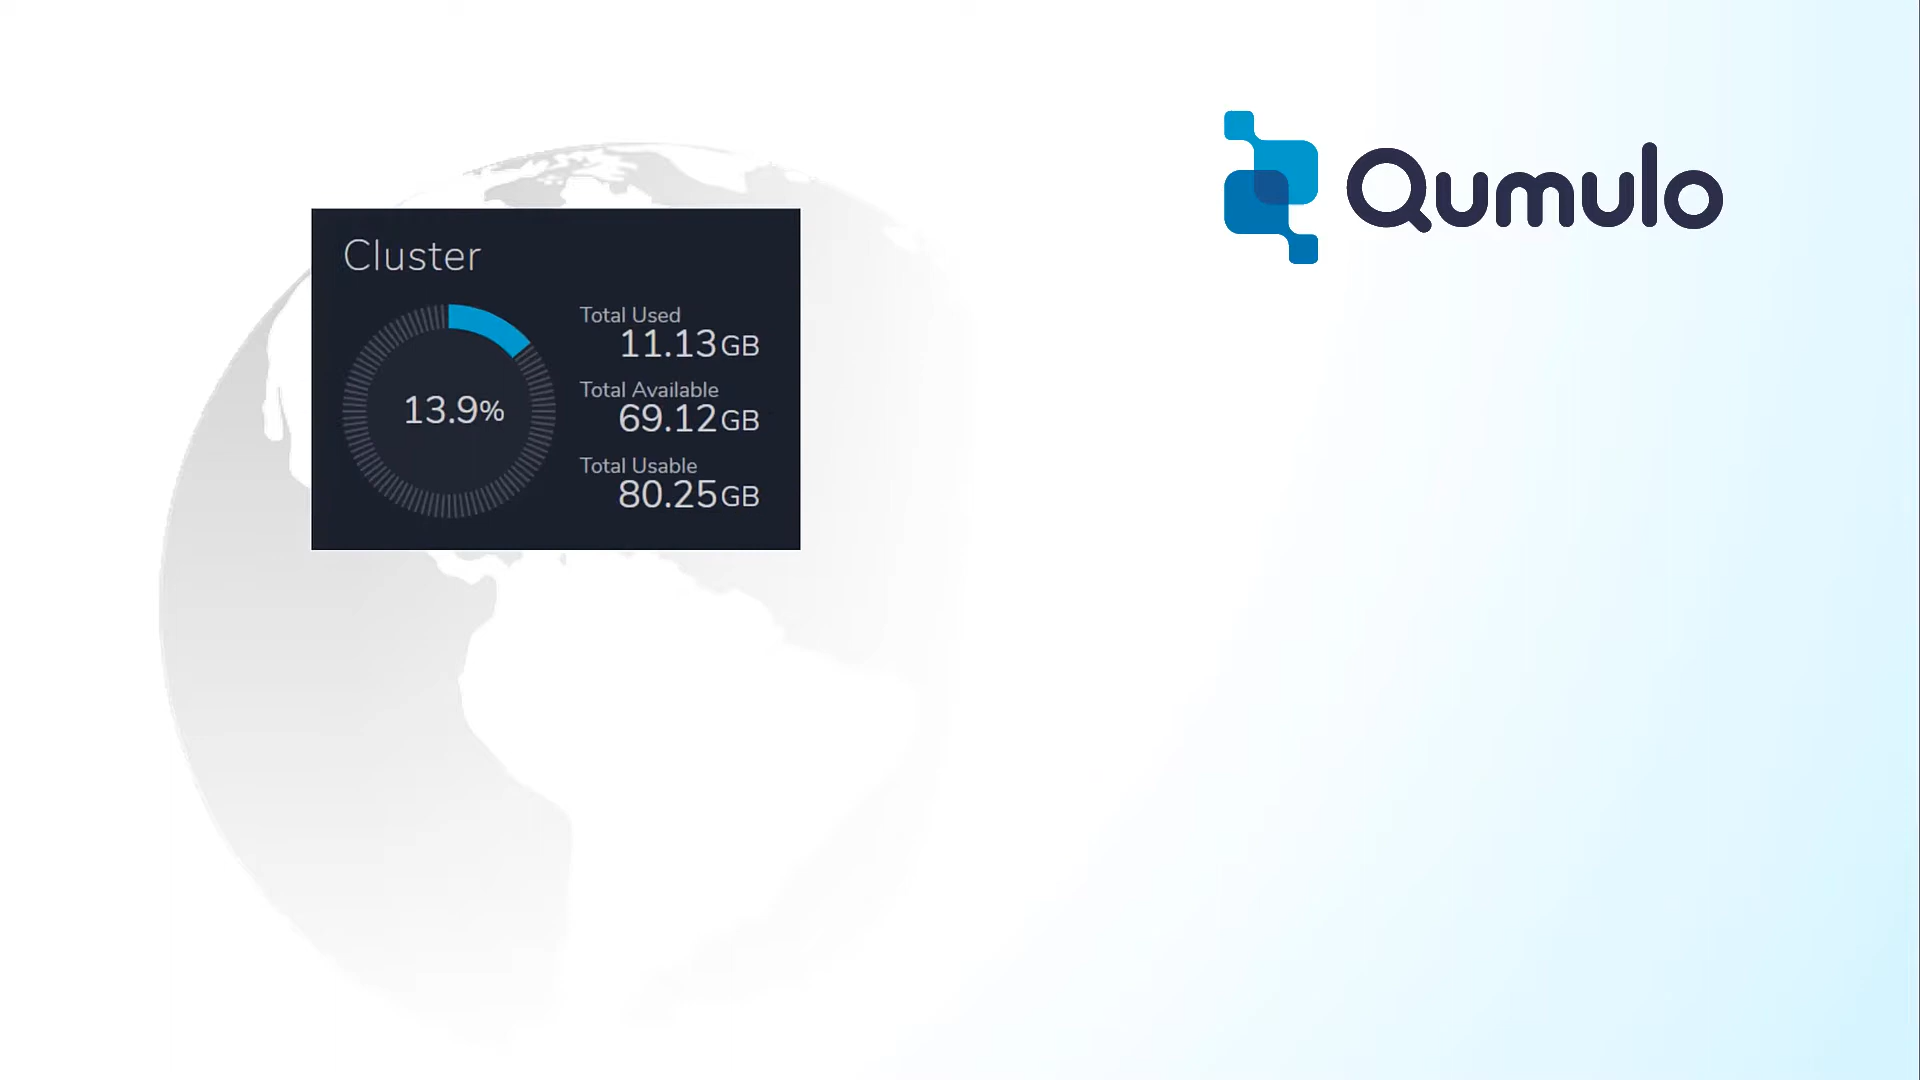 Qumulo
Cluster
13.9%
Total Used
11.13GB
Total Available
69.12GB
Total Usable
80.25GB